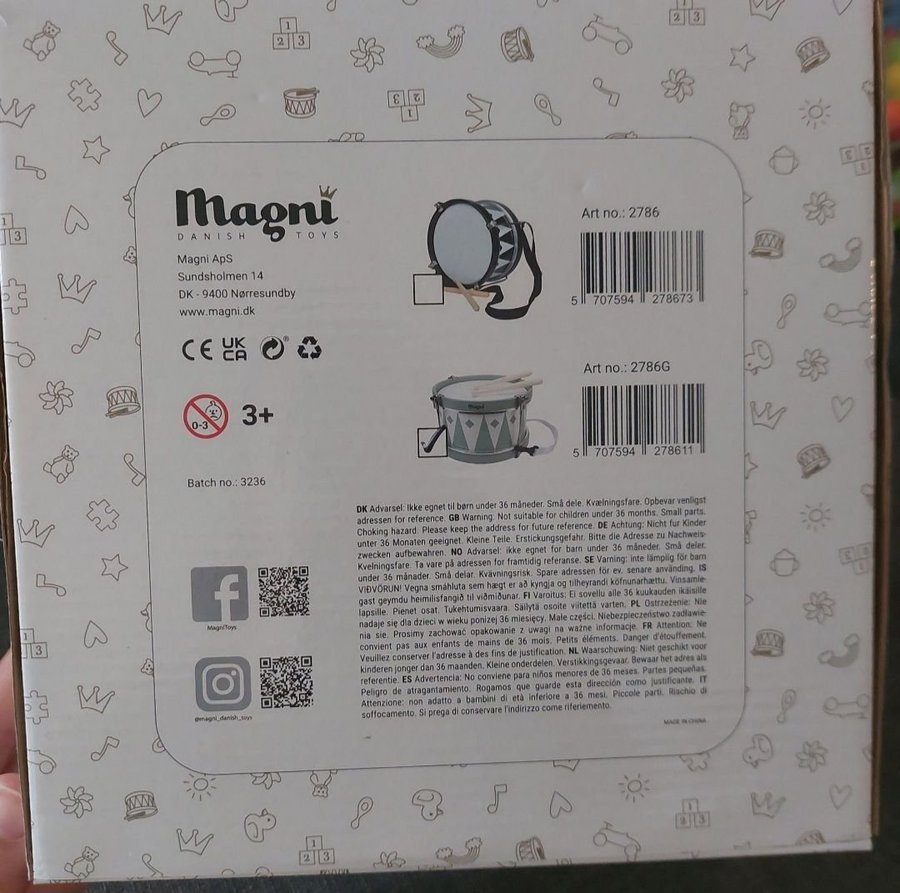 Magni
DANISH TOYS
Magni ApS
Sundsholmen 14
DK - 9400 Nørresundby
www.magni.dk
CE UK CA
0-3
3+
Batch no.: 3236
Art no.: 2786
5 707594 278673
Art no.: 2786G
Magni
5 707594 278611
DK Advarsel: Ikke egnet til børn under 36 måneder. Små dele. Kvælningsfare. Opbevar venligst
adressen for reference. GB Warning: Not suitable for children under 36 months. Small parts.
Choking hazard. Please keep the address for future reference. DE Achtung: Nicht fur Kinder
unter 36 Monaten geeignet. Kleine Teile. Erstickungsgefahr. Bitte die Adresse zu Nachweis-
zwecken aufbewahren. NO Advarsel: ikke egnet for barn under 36 måneder. Små deler.
Kvelningsfare. Ta vare på adressen for framtidig referanse. SE Varning: inte lämplig för barn
under 36 månader. Små delar. Kvävningsrisk. Spare adressen för ev. senare använding. IS
VIÐVÖRUN! Vegna smáhluta sem hægt er að kyngja og tilheyrandi köfnunarhættu. Vinsamle-
gast geymdu heimilisfangið til viðmiðunar. FI Varoitus: Ei sovellu alle 36 kuukauden ikäisille
lapsille. Pienet osat. Tukehtumisvaara. Säilytä osoite viitettä varten. PL Ostrzeżenie: Nie
nadaje się dla dzieci w wieku poniżej 36 miesięcy. Małe części. Niebezpieczeństwo zadławie-
nia sie. Prosimy zachować opakowanie z uwagi na ważne informacje. FR Attention: Ne
convient pas aux enfants de mains de 36 mois. Petits éléments. Danger d'étouffement.
Veuillez conserver l'adresse à des fins de justification. NL Waarschuwing: Niet geschikt voor
kinderen jonger dan 36 maanden. Kleine onderdelen. Verstikkingsgevaar. Bewaar het adres als
referentie. ES Advertencia: No conviene para niños menores de 36 meses. Partes pequeñas.
Peligro de atragantamiento. Rogamos que guarde esta dirección como justificante. IT
Attenzione: non adatto a bambini di età inferiore a 36 mesi. Piccole parti. Riachio di
soffocamento. Si prega di conservare l'indirizzo come riferimento.
MADE IN CHINA
MagniToys
@magni_danish_toys